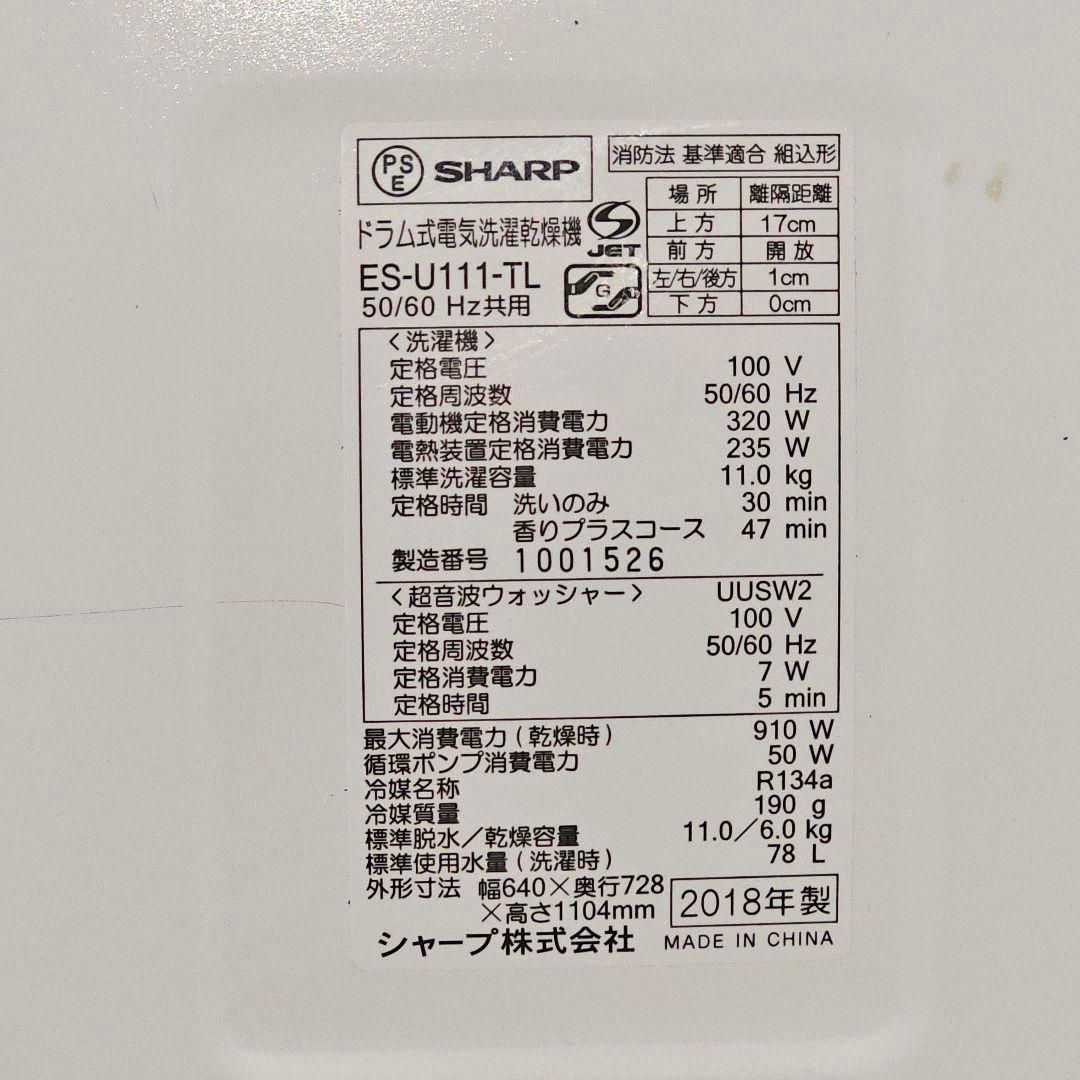 PSE SHARP
消防法 基準適合 組込形
場所 離隔距離
上方 17cm
前方 開放
左/右/後方 1cm
下方 0cm
ドラム式電気洗濯乾燥機
JET
ES-U111-TL
G
50/60 Hz共用
<洗濯機>
定格電圧 100 V
定格周波数 50/60 Hz
電動機定格消費電力 320 W
電熱装置定格消費電力 235 W
標準洗濯容量 11.0 kg
定格時間 洗いのみ 30 min
香りプラスコース 47 min
製造番号 1001526
<超音波ウォッシャー> UUSW2
定格電圧 100 V
定格周波数 50/60 Hz
定格消費電力 7 W
定格時間 5 min
最大消費電力(乾燥時) 910 W
循環ポンプ消費電力 50 W
冷媒名称 R134a
冷媒質量 190 g
標準脱水/乾燥容量 11.0/6.0 kg
標準使用水量(洗濯時) 78 L
外形寸法 幅640×奥行728
×高さ1104mm
2018年製
シャープ株式会社 MADE IN CHINA